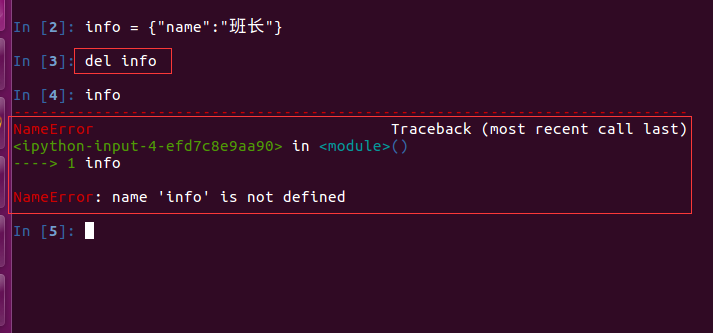 In [2]: info = {"name":"班长"}
In [3]: del info
In [4]: info
---------------------------------------------------------------------------
NameError                                 Traceback (most recent call last)
<ipython-input-4-efd7c8e9aa90> in <module>()
----> 1 info
NameError: name 'info' is not defined
In [5]: